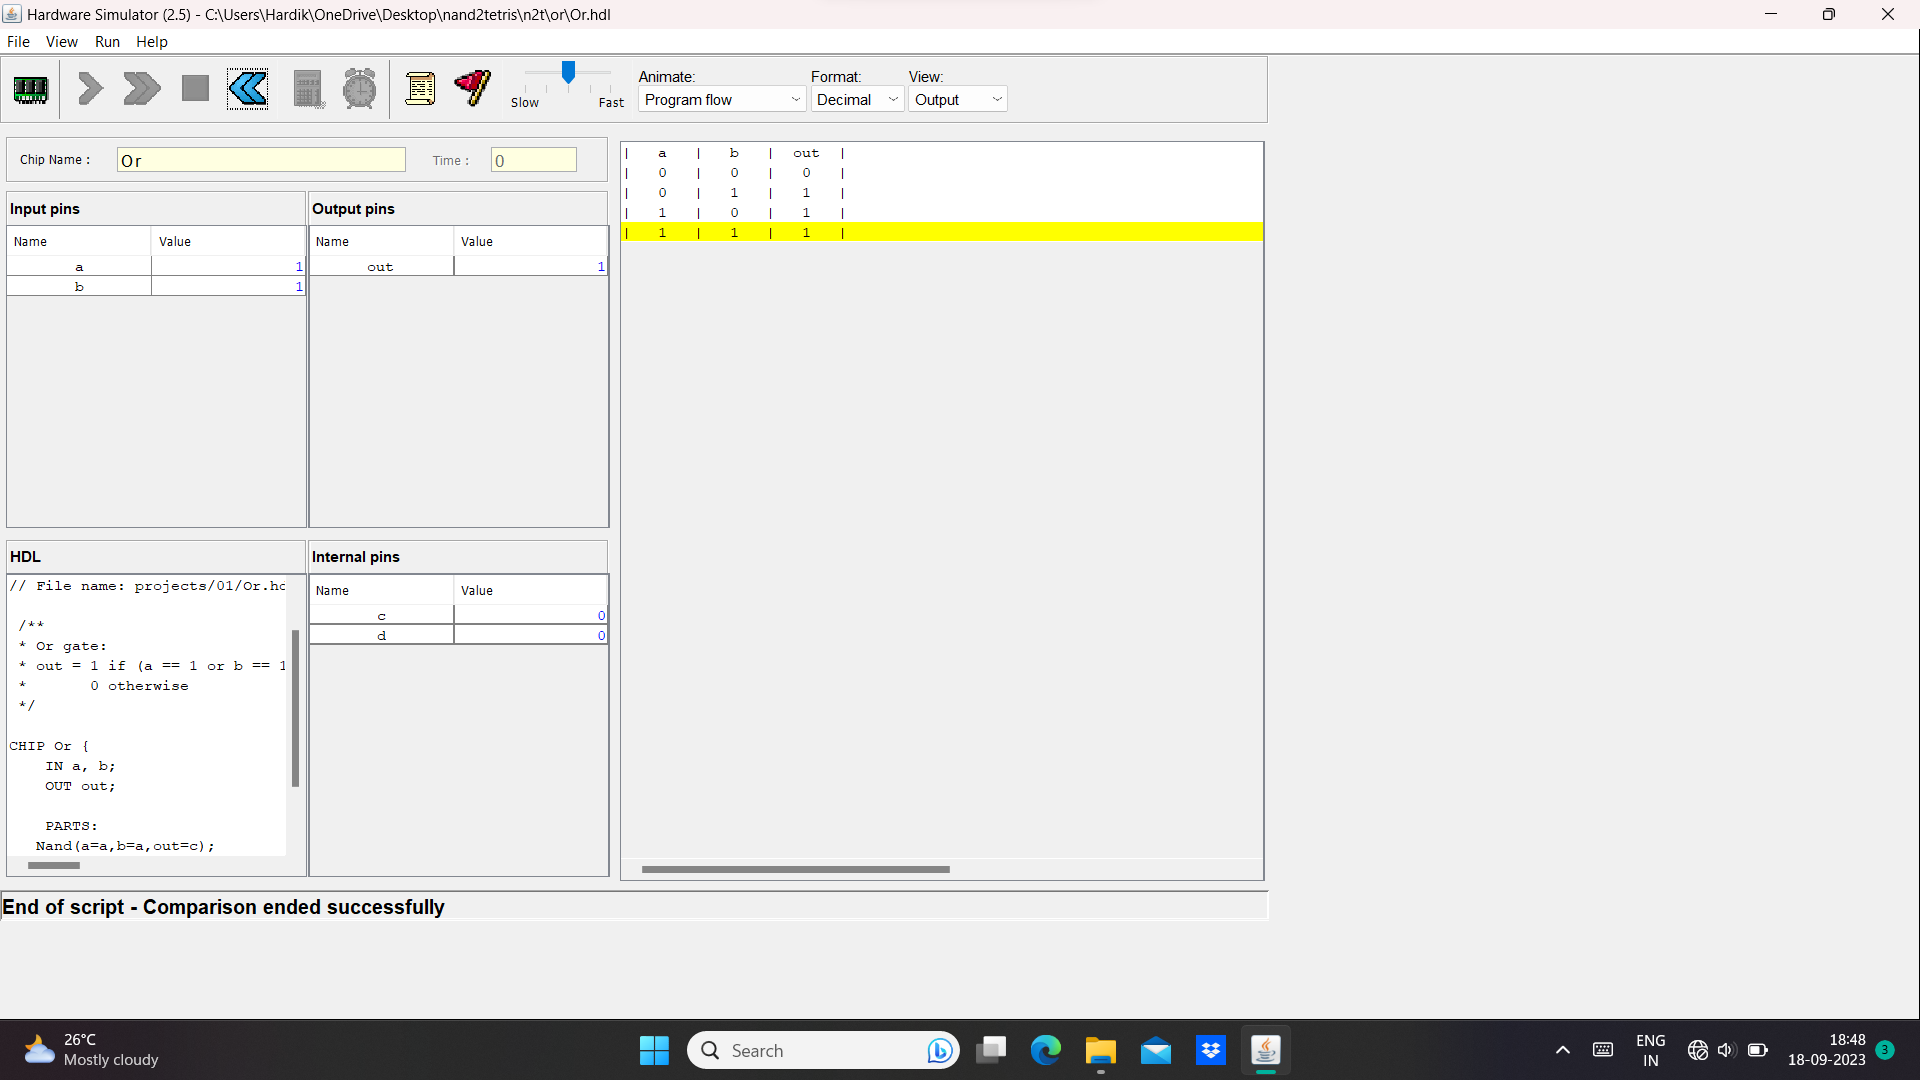 Hardware Simulator (2.5) - C:\Users\Hardik\OneDrive\Desktop\nand2tetris\n2t\or\Or.hdl
File View Run Help
Slow Fast
Animate: Format: View:
Program flow Decimal Output
Chip Name : Or Time : 0
Input pins
Name Value
a 1
b 1
Output pins
Name Value
out 1
| a | b | out |
| 0 | 0 | 0 |
| 0 | 1 | 1 |
| 1 | 0 | 1 |
| 1 | 1 | 1 |
HDL
// File name: projects/01/Or.hd
/**
* Or gate:
* out = 1 if (a == 1 or b == 1
* 0 otherwise
*/
CHIP Or {
IN a, b;
OUT out;
PARTS:
Nand(a=a,b=a,out=c);
Internal pins
Name Value
c 0
d 0
End of script - Comparison ended successfully
26°C
Mostly cloudy
Search
ENG
IN
18:48
18-09-2023
3